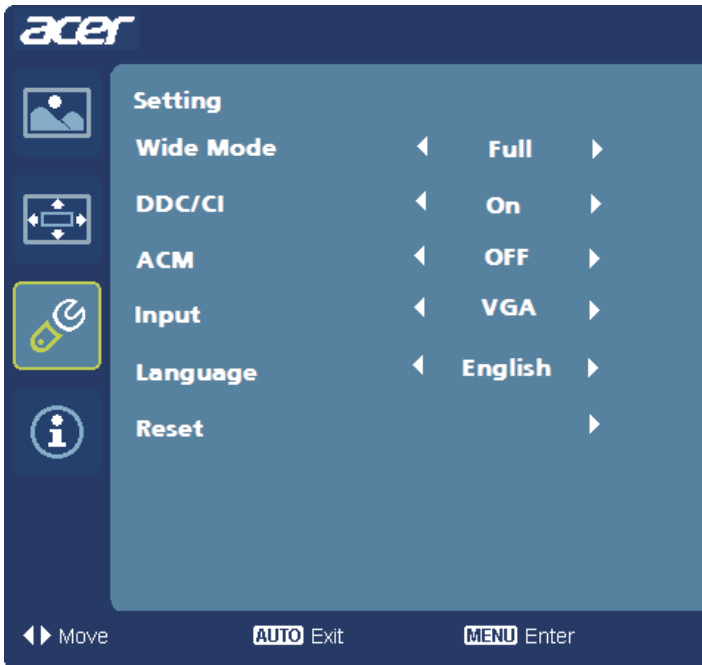 acer
Setting
Wide Mode Full
DDC/CI On
ACM OFF
Input VGA
Language English
Reset
Move AUTO Exit MENU Enter